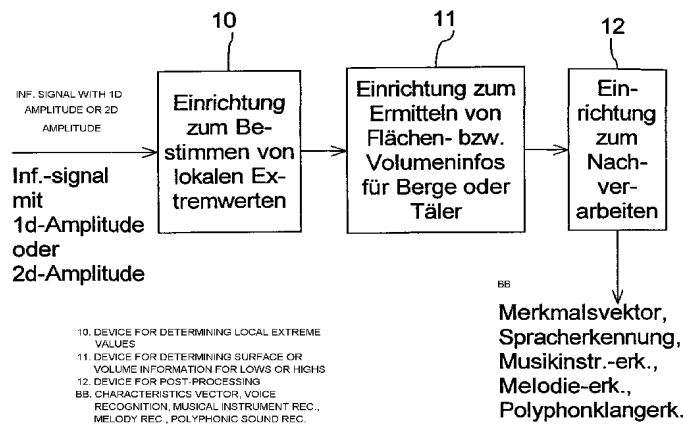 10
11
12
INF. SIGNAL WITH 1D
AMPLITUDE OR 2D
AMPLITUDE
Inf.-signal
mit
1d-Amplitude
oder
2d-Amplitude
Einrichtung
zum Be-
stimmen von
lokalen Ex-
tremwerten
Einrichtung zum
Ermitteln von
Flächen- bzw.
Volumeninfos
für Berge oder
Täler
Ein-
richtung
zum
Nach-
ver-
arbeiten
BB
Merkmalsvektor,
Spracherkennung,
Musikinstr.-erk.,
Melodie-erk.,
Polyphonklangerk.
10. DEVICE FOR DETERMINING LOCAL EXTREME
VALUES
11. DEVICE FOR DETERMINING SURFACE OR
VOLUME INFORMATION FOR LOWS OR HIGHS
12. DEVICE FOR POST-PROCESSING
BB. CHARACTERISTICS VECTOR, VOICE
RECOGNITION, MUSICAL INSTRUMENT REC.,
MELODY REC., POLYPHONIC SOUND REC.